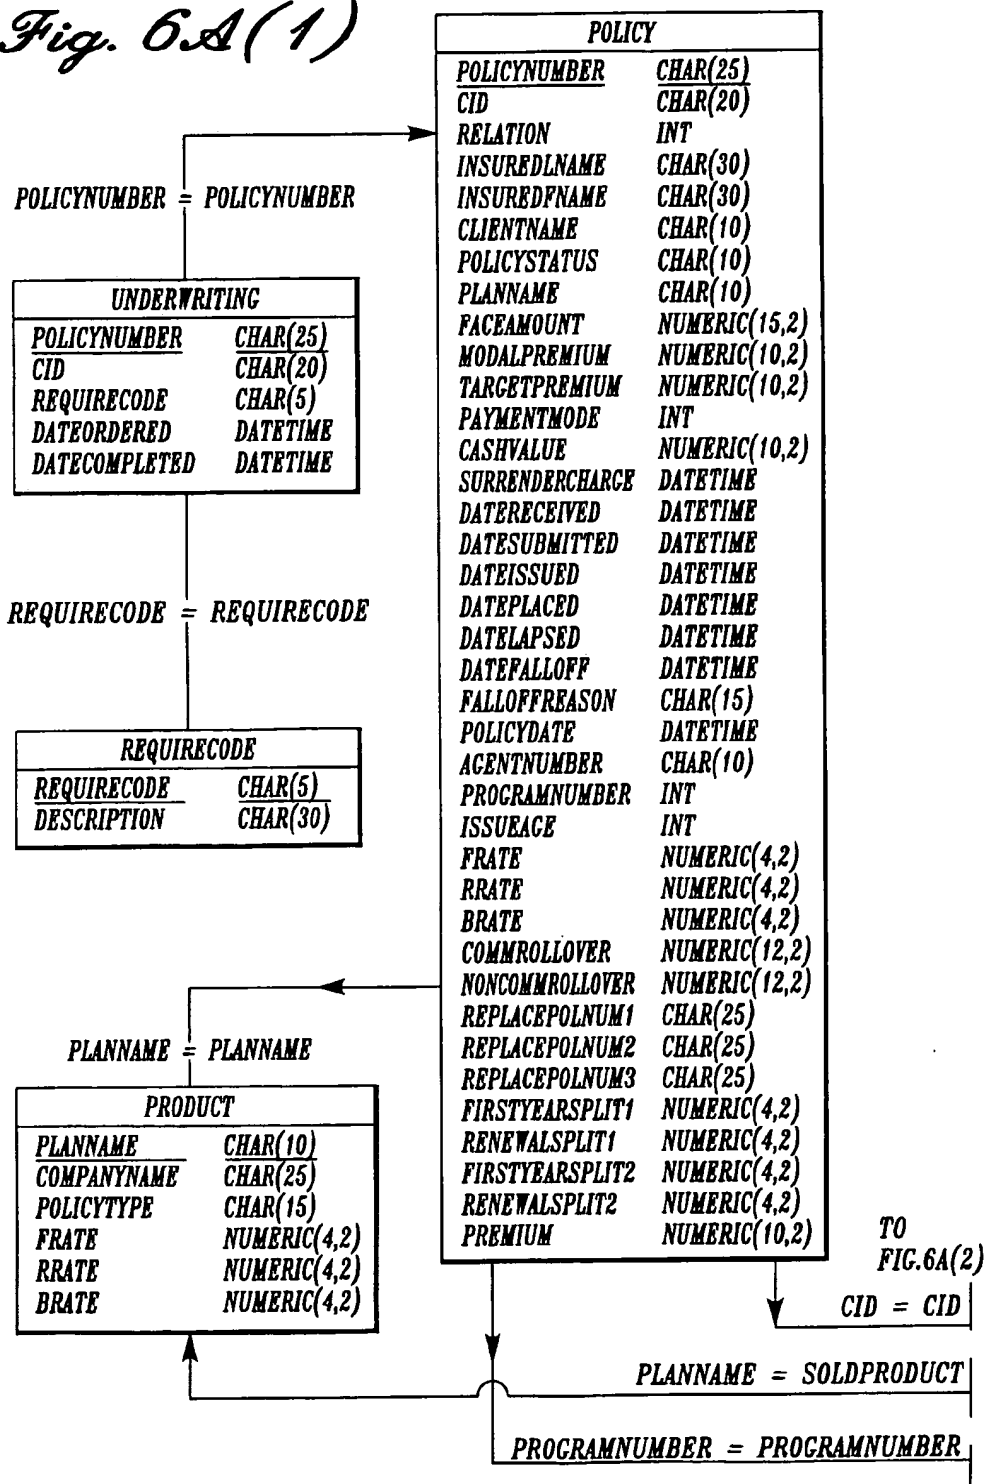 Fig. 6A(1)
POLICY
POLICYNUMBER CHAR(25)
CID CHAR(20)
RELATION INT
INSUREDLNAME CHAR(30)
INSUREDFNAME CHAR(30)
CLIENTNAME CHAR(10)
POLICYSTATUS CHAR(10)
PLANNAME CHAR(10)
FACEAMOUNT NUMERIC(15,2)
MODALPREMIUM NUMERIC(10,2)
TARGETPREMIUM NUMERIC(10,2)
PAYMENTMODE INT
CASHVALUE NUMERIC(10,2)
SURRENDERCHARGE DATETIME
DATERECEIVED DATETIME
DATESUBMITTED DATETIME
DATEISSUED DATETIME
DATEPLACED DATETIME
DATELAPSED DATETIME
DATEFALLOFF DATETIME
FALLOFFREASON CHAR(15)
POLICYDATE DATETIME
AGENTNUMBER CHAR(10)
PROGRAMNUMBER INT
ISSUEAGE INT
FRATE NUMERIC(4,2)
RRATE NUMERIC(4,2)
BRATE NUMERIC(4,2)
COMMROLLOVER NUMERIC(12,2)
NONCOMMROLLOVER NUMERIC(12,2)
REPLACEPOLNUM1 CHAR(25)
REPLACEPOLNUM2 CHAR(25)
REPLACEPOLNUM3 CHAR(25)
FIRSTYEARSPLIT1 NUMERIC(4,2)
RENEWALSPLIT1 NUMERIC(4,2)
FIRSTYEARSPLIT2 NUMERIC(4,2)
RENEWALSPLIT2 NUMERIC(4,2)
PREMIUM NUMERIC(10,2)
POLICYNUMBER = POLICYNUMBER
UNDERWRITING
POLICYNUMBER CHAR(25)
CID CHAR(20)
REQUIRECODE CHAR(5)
DATEORDERED DATETIME
DATECOMPLETED DATETIME
REQUIRECODE = REQUIRECODE
REQUIRECODE
REQUIRECODE CHAR(5)
DESCRIPTION CHAR(30)
PLANNAME = PLANNAME
PRODUCT
PLANNAME CHAR(10)
COMPANYNAME CHAR(25)
POLICYTYPE CHAR(15)
FRATE NUMERIC(4,2)
RRATE NUMERIC(4,2)
BRATE NUMERIC(4,2)
TO
FIG.6A(2)
CID = CID
PLANNAME = SOLDPRODUCT
PROGRAMNUMBER = PROGRAMNUMBER